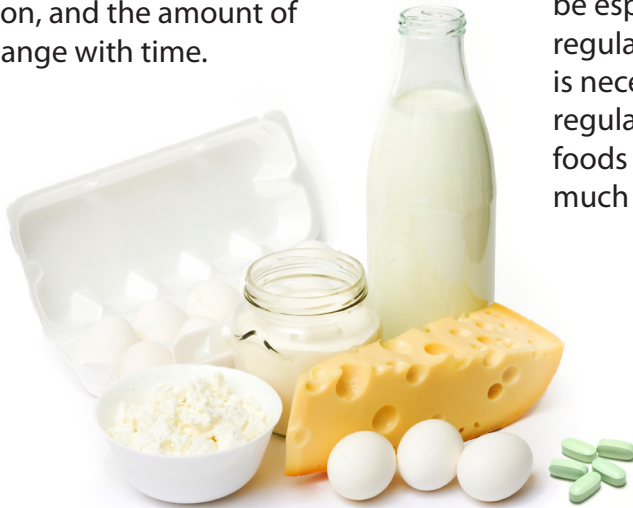 on, and the amount of
ange with time.
be esp
regula
is nece
regula
foods
much